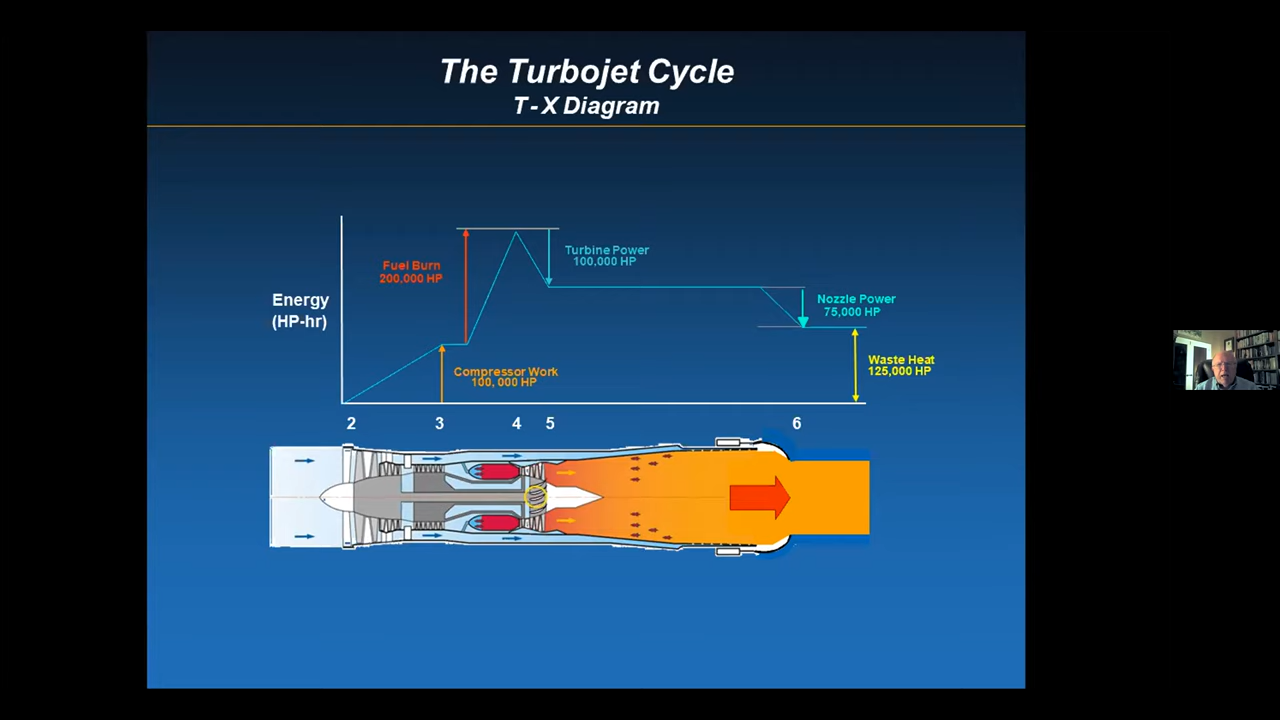 The Turbojet Cycle
T - X Diagram
Turbine Power
100,000 HP
Fuel Burn
200,000 HP
Energy
(HP-hr)
Nozzle Power
75,000 HP
Compressor Work
100, 000 HP
Waste Heat
125,000 HP
2 3 4 5 6